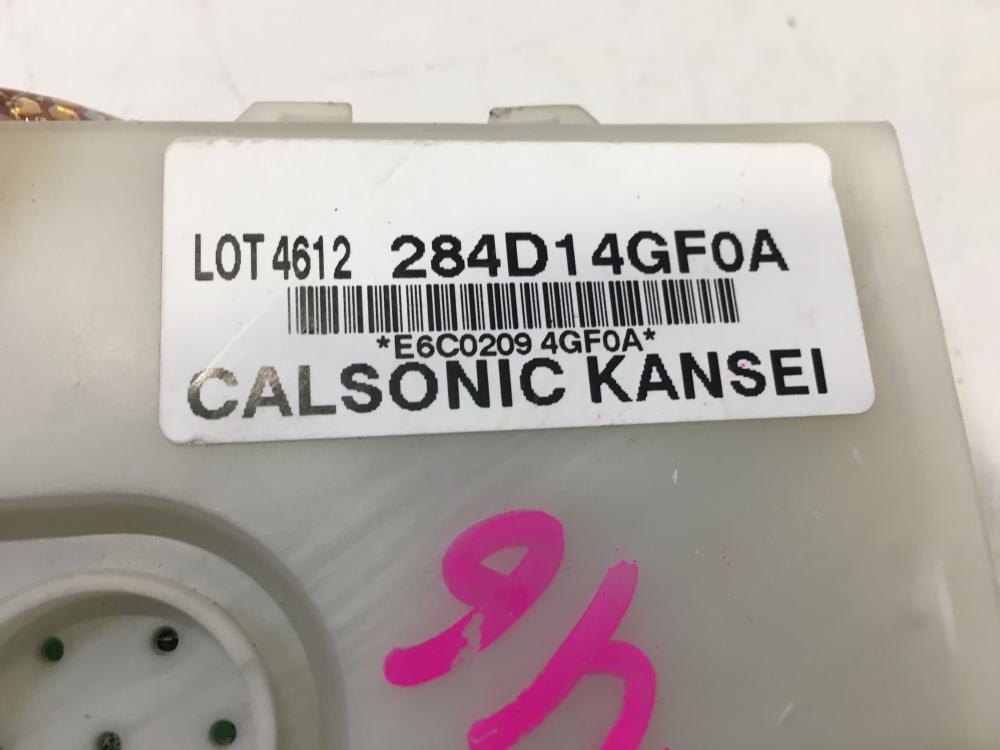 LOT 4612 284D14GF0A
*E6C0209 4GF0A*
CALSONIC KANSEI